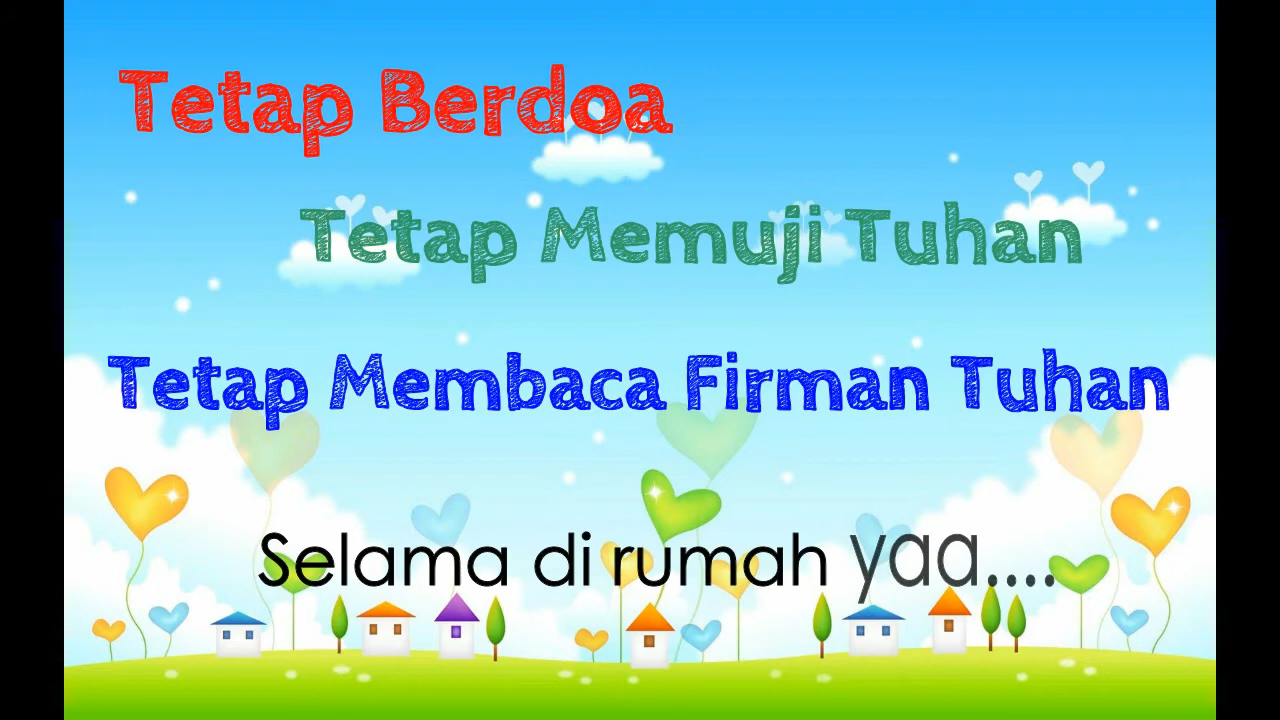 Tetap Berdoa
Tetap Memuji Tuhan
Tetap Membaca Firman Tuhan
Selama di rumah yaa....